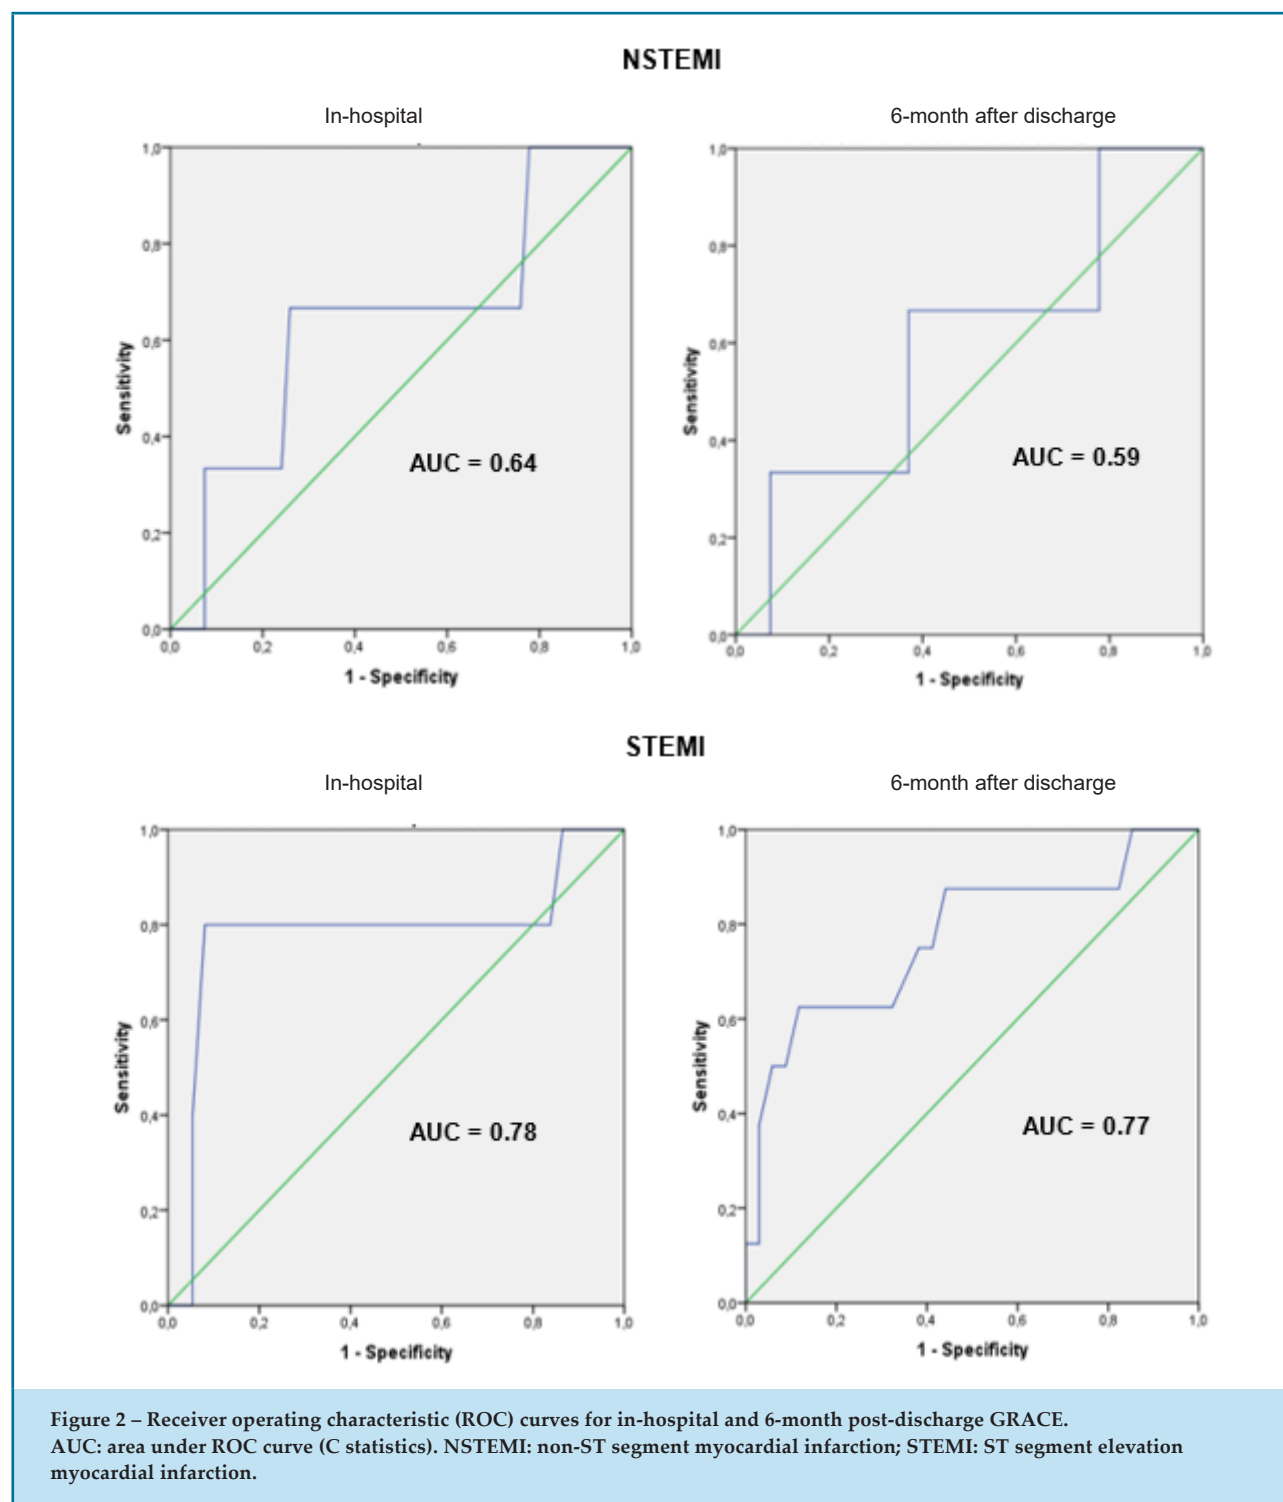 NSTEMI
In-hospital
6-month after discharge
1,0
0,8
0,6
0,4
0,2
0,0
Sensitivity
AUC = 0.64
0,0 0,2 0,4 0,6 0,8 1,0
1 - Specificity
1,0
0,8
0,6
0,4
0,2
0,0
Sensitivity
AUC = 0.59
0,0 0,2 0,4 0,6 0,8 1,0
1 - Specificity
STEMI
In-hospital
6-month after discharge
1,0
0,8
0,6
0,4
0,2
0,0
Sensitivity
AUC = 0.78
0,0 0,2 0,4 0,6 0,8 1,0
1 - Specificity
1,0
0,8
0,6
0,4
0,2
0,0
Sensitivity
AUC = 0.77
0,0 0,2 0,4 0,6 0,8 1,0
1 - Specificity
Figure 2 – Receiver operating characteristic (ROC) curves for in-hospital and 6-month post-discharge GRACE.
AUC: area under ROC curve (C statistics). NSTEMI: non-ST segment myocardial infarction; STEMI: ST segment elevation
myocardial infarction.